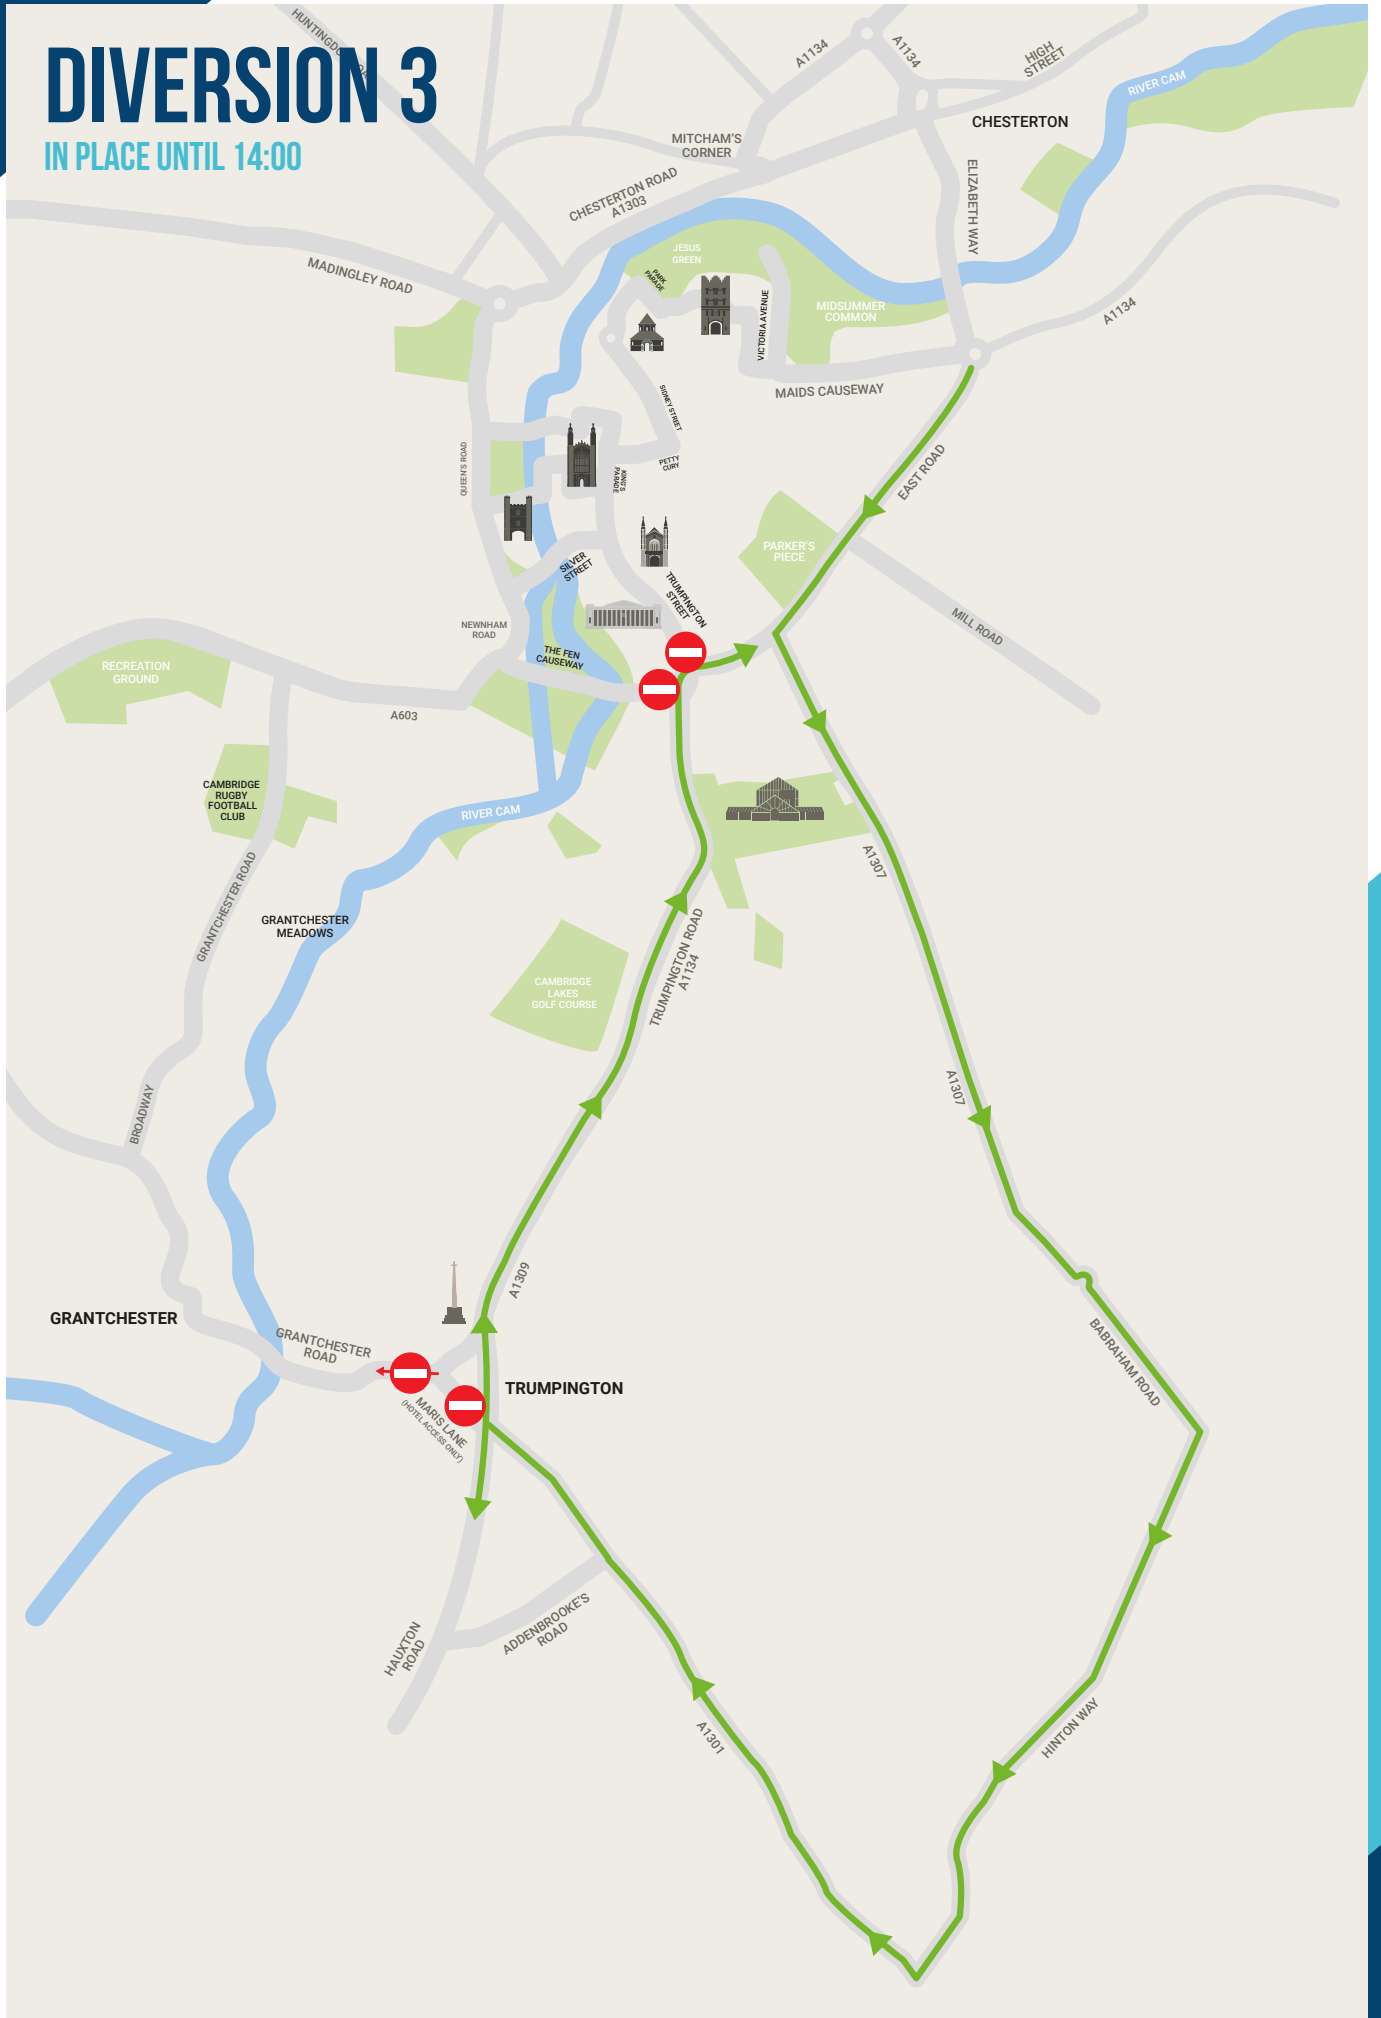 HUNTINGDON ROAD
DIVERSION 3
IN PLACE UNTIL 14:00
A1134
A1134
HIGH
STREET
RIVER CAM
CHESTERTON
MITCHAM'S
CORNER
CHESTERTON ROAD
A1303
ELIZABETH WAY
MADINGLEY ROAD
JESUS
GREEN
PARK
PARADE
VICTORIA AVENUE
MIDSUMMER
COMMON
A1134
MAIDS CAUSEWAY
SIDNEY STREET
QUEEN'S ROAD
PETTY
CURY
KING'S
PARADE
EAST ROAD
PARKER'S
PIECE
SILVER
STREET
TRUMPINGTON
STREET
MILL ROAD
NEWNHAM
ROAD
THE FEN
CAUSEWAY
RECREATION
GROUND
A603
CAMBRIDGE
RUGBY
FOOTBALL
CLUB
RIVER CAM
A1307
GRANTCHESTER ROAD
GRANTCHESTER
MEADOWS
TRUMPINGTON ROAD
A1134
CAMBRIDGE
LAKES
GOLF COURSE
A1307
BROADWAY
A1309
GRANTCHESTER
GRANTCHESTER
ROAD
BABRAHAM ROAD
TRUMPINGTON
MARIS LANE
(HOTEL ACCESS ONLY)
ADDENBROOKE'S
ROAD
HAUXTON
ROAD
A1301
HINTON WAY